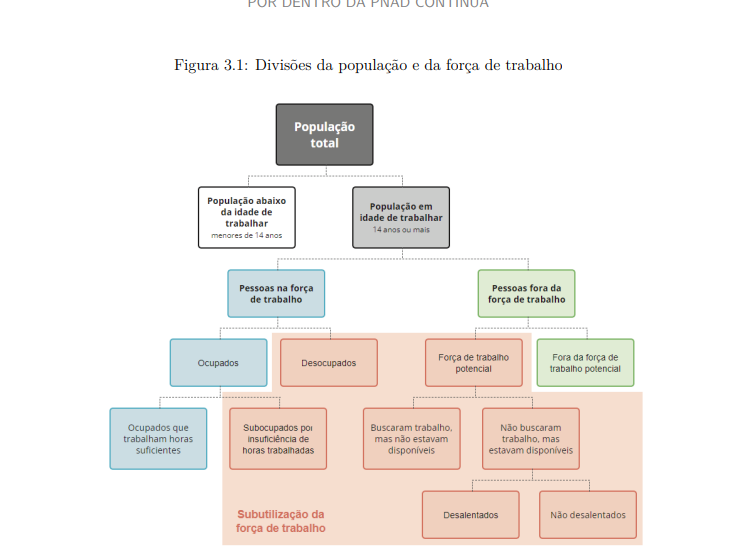 POR DENTRO DA PNAD CONTÍNUA
Figura 3.1: Divisões da população e da força de trabalho
População
total
População abaixo
da idade de
trabalhar
menores de 14 anos
População em
idade de trabalhar
14 anos ou mais
Pessoas na força
de trabalho
Pessoas fora da
força de trabalho
Ocupados
Desocupados
Força de trabalho
potencial
Fora da força de
trabalho potencial
Ocupados que
trabalham horas
suficientes
Subocupados por
insuficiência de
horas trabalhadas
Buscaram trabalho,
mas não estavam
disponíveis
Não buscaram
trabalho, mas
estavam disponíveis
Subutilização da
força de trabalho
Desalentados
Não desalentados